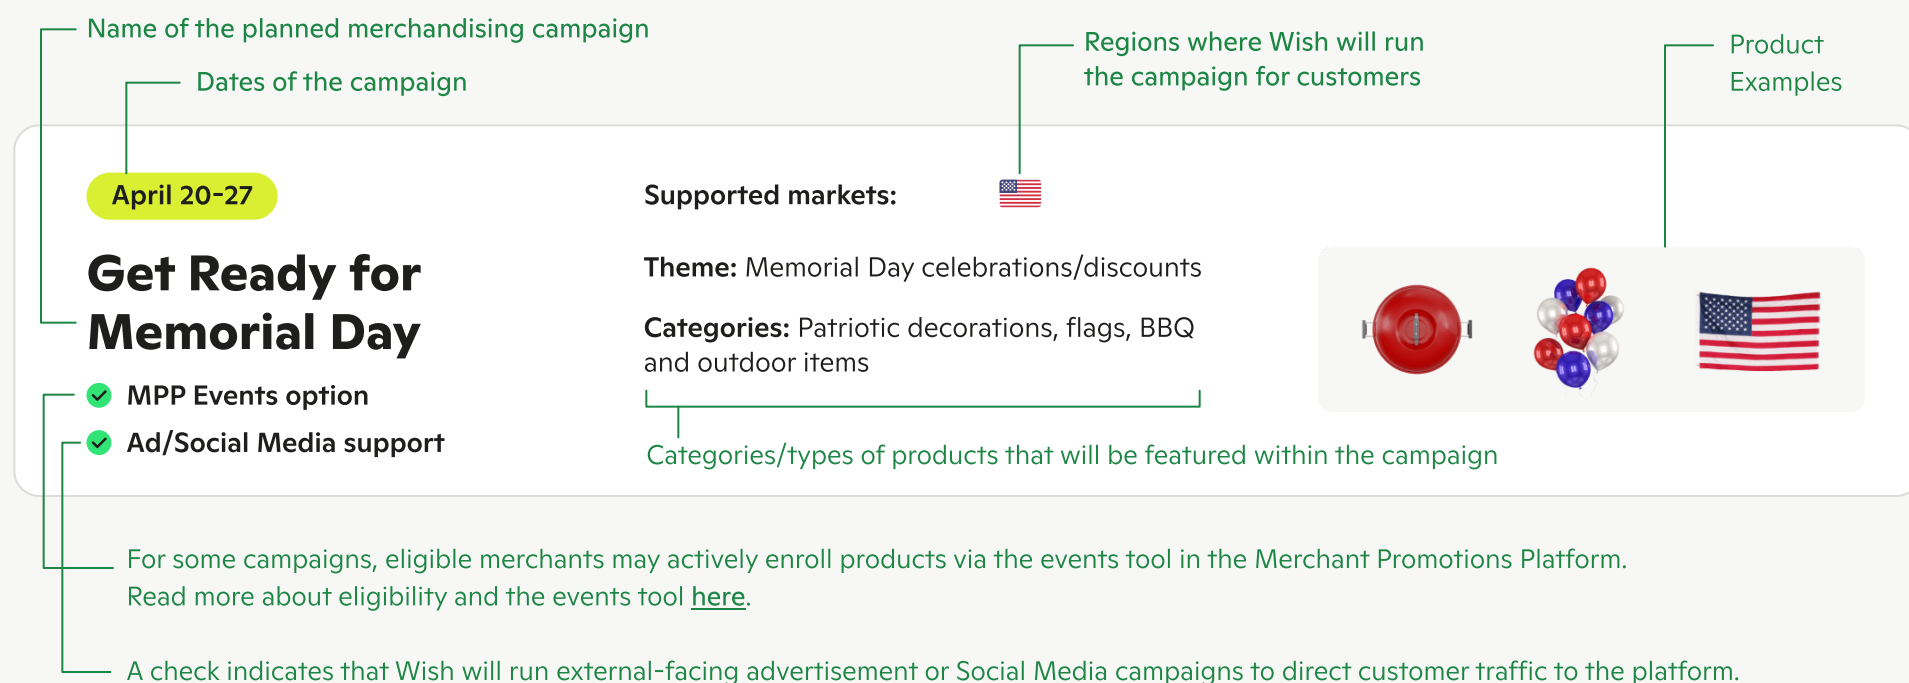 Name of the planned merchandising campaign
Dates of the campaign
Regions where Wish will run
the campaign for customers
Product
Examples
April 20-27
Get Ready for
Memorial Day
MPP Events option
Ad/Social Media support
Supported markets:
Theme: Memorial Day celebrations/discounts
Categories: Patriotic decorations, flags, BBQ
and outdoor items
Categories/types of products that will be featured within the campaign
For some campaigns, eligible merchants may actively enroll products via the events tool in the Merchant Promotions Platform.
Read more about eligibility and the events tool here.
A check indicates that Wish will run external-facing advertisement or Social Media campaigns to direct customer traffic to the platform.